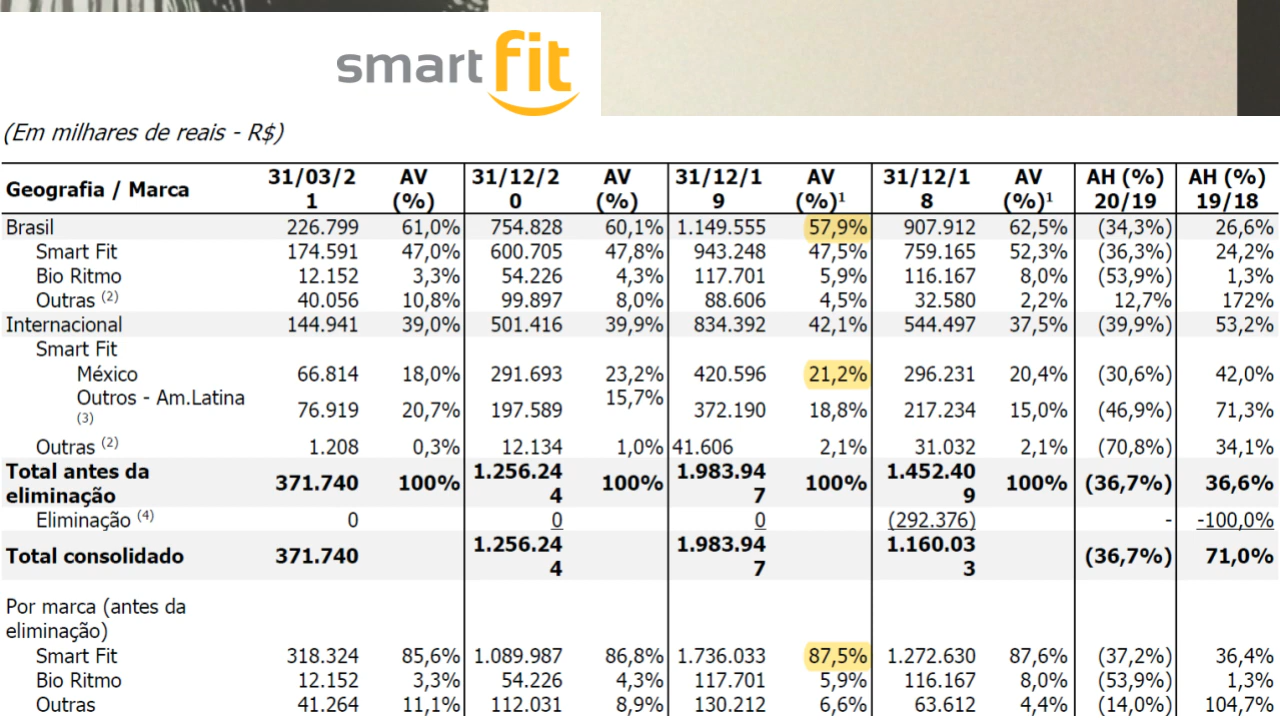 smart fit
(Em milhares de reais - R$)
Geografia / Marca 31/03/2 1 AV (%) 31/12/2 0 AV (%) 31/12/1 9 AV (%)¹ 31/12/1 8 AV (%)¹ AH (%) 20/19 AH (%) 19/18
Brasil 226.799 61,0% 754.828 60,1% 1.149.555 57,9% 907.912 62,5% (34,3%) 26,6%
Smart Fit 174.591 47,0% 600.705 47,8% 943.248 47,5% 759.165 52,3% (36,3%) 24,2%
Bio Ritmo 12.152 3,3% 54.226 4,3% 117.701 5,9% 116.167 8,0% (53,9%) 1,3%
Outras (2) 40.056 10,8% 99.897 8,0% 88.606 4,5% 32.580 2,2% 12,7% 172%
Internacional 144.941 39,0% 501.416 39,9% 834.392 42,1% 544.497 37,5% (39,9%) 53,2%
Smart Fit
México 66.814 18,0% 291.693 23,2% 420.596 21,2% 296.231 20,4% (30,6%) 42,0%
Outros - Am.Latina (3) 76.919 20,7% 197.589 15,7% 372.190 18,8% 217.234 15,0% (46,9%) 71,3%
Outras (2) 1.208 0,3% 12.134 1,0% 41.606 2,1% 31.032 2,1% (70,8%) 34,1%
Total antes da eliminação 371.740 100% 1.256.24 4 100% 1.983.94 7 100% 1.452.40 9 100% (36,7%) 36,6%
Eliminação (4) 0 0 0 (292.376) - -100,0%
Total consolidado 371.740 1.256.24 4 1.983.94 7 1.160.03 3 (36,7%) 71,0%
Por marca (antes da
eliminação)
Smart Fit 318.324 85,6% 1.089.987 86,8% 1.736.033 87,5% 1.272.630 87,6% (37,2%) 36,4%
Bio Ritmo 12.152 3,3% 54.226 4,3% 117.701 5,9% 116.167 8,0% (53,9%) 1,3%
Outras 41.264 11,1% 112.031 8,9% 130.212 6,6% 63.612 4,4% (14,0%) 104,7%